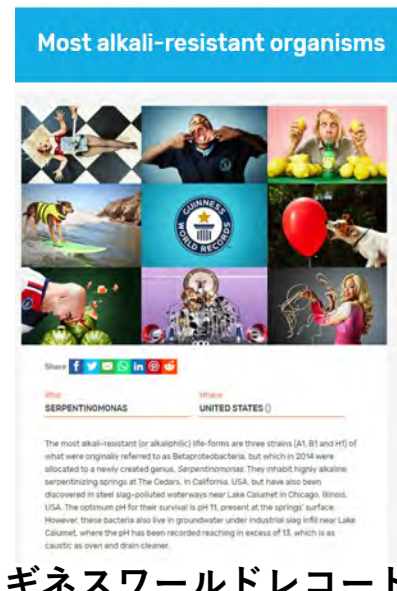 Most alkali-resistant organisms
GUINNESS
WORLD RECORDS
Share
Who
SERPENTINOMONAS
Where
UNITED STATES ()
The most alkali-resistant (or alkaliphilic) life-forms are three strains (A1, B1 and H1) of
what were originally referred to as Betaproteobacteria, but which in 2014 were
allocated to a newly created genus, Serpentinomonas. They inhabit highly alkaline
serpentinizing springs at The Cedars, in California, USA, but have also been
discovered in steel slag-polluted waterways near Lake Calumet in Chicago, Illinois,
USA. The optimum pH for their survival is pH 11, present at the springs' surface.
However, these bacteria also live in groundwater under industrial slag infill near Lake
Calumet, where the pH has been recorded reaching in excess of 13, which is as
caustic as oven and drain cleaner.
ギネスワールドレコード